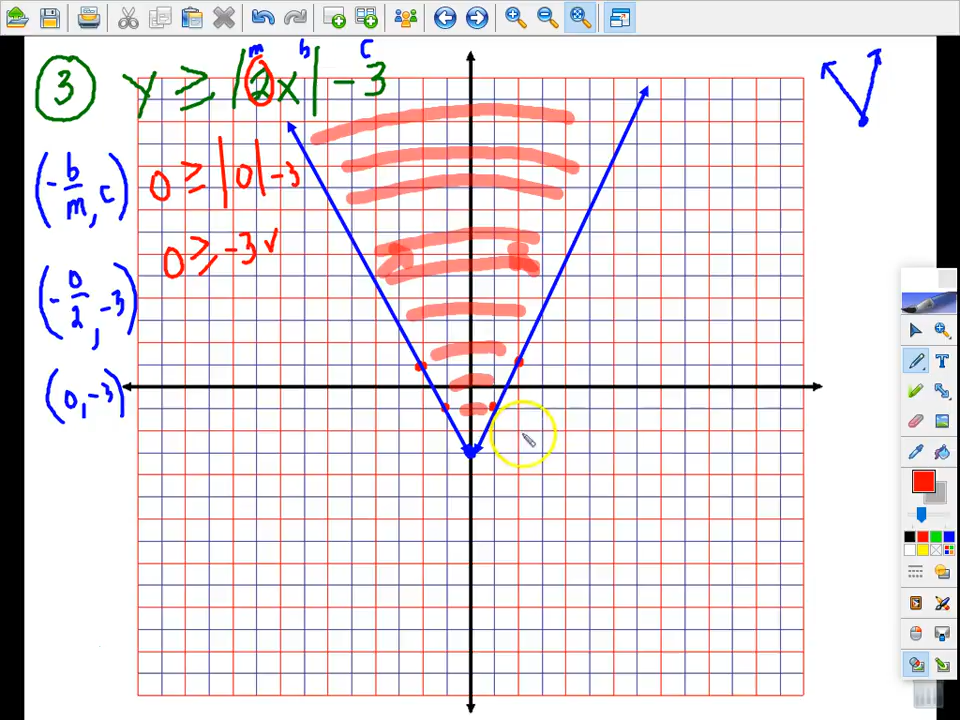 m b c
③ y ≥ |2x| - 3
(-b/m, c)
0 ≥ |0| - 3
0 ≥ -3 ✓
(-0/2, -3)
(0, -3)
T